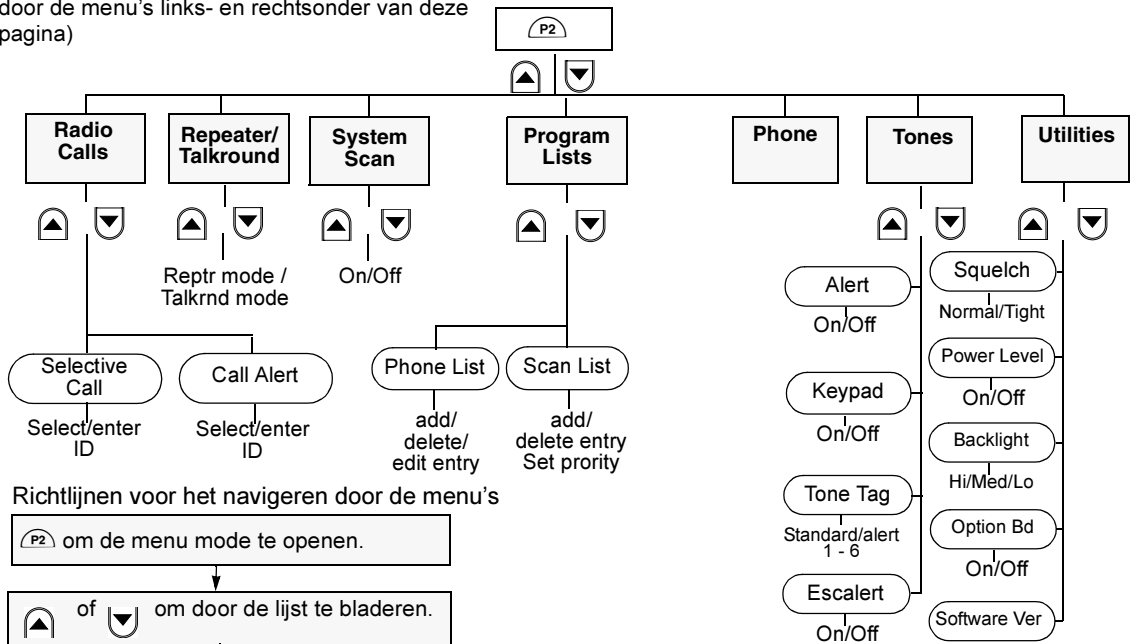 door de menu's links- en rechtsonder van deze
pagina)
P2
Radio
Calls
Repeater/
Talkround
System
Scan
Program
Lists
Phone
Tones
Utilities
Reptr mode /
Talkrnd mode
On/Off
Selective
Call
Select/enter
ID
Call Alert
Select/enter
ID
Phone List
add/
delete/
edit entry
Scan List
add/
delete entry
Set prority
Alert
On/Off
Keypad
On/Off
Tone Tag
Standard/alert
1 - 6
Escalert
On/Off
Squelch
Normal/Tight
Power Level
On/Off
Backlight
Hi/Med/Lo
Option Bd
On/Off
Software Ver
Richtlijnen voor het navigeren door de menu's
P2 om de menu mode te openen.
of om door de lijst te bladeren.